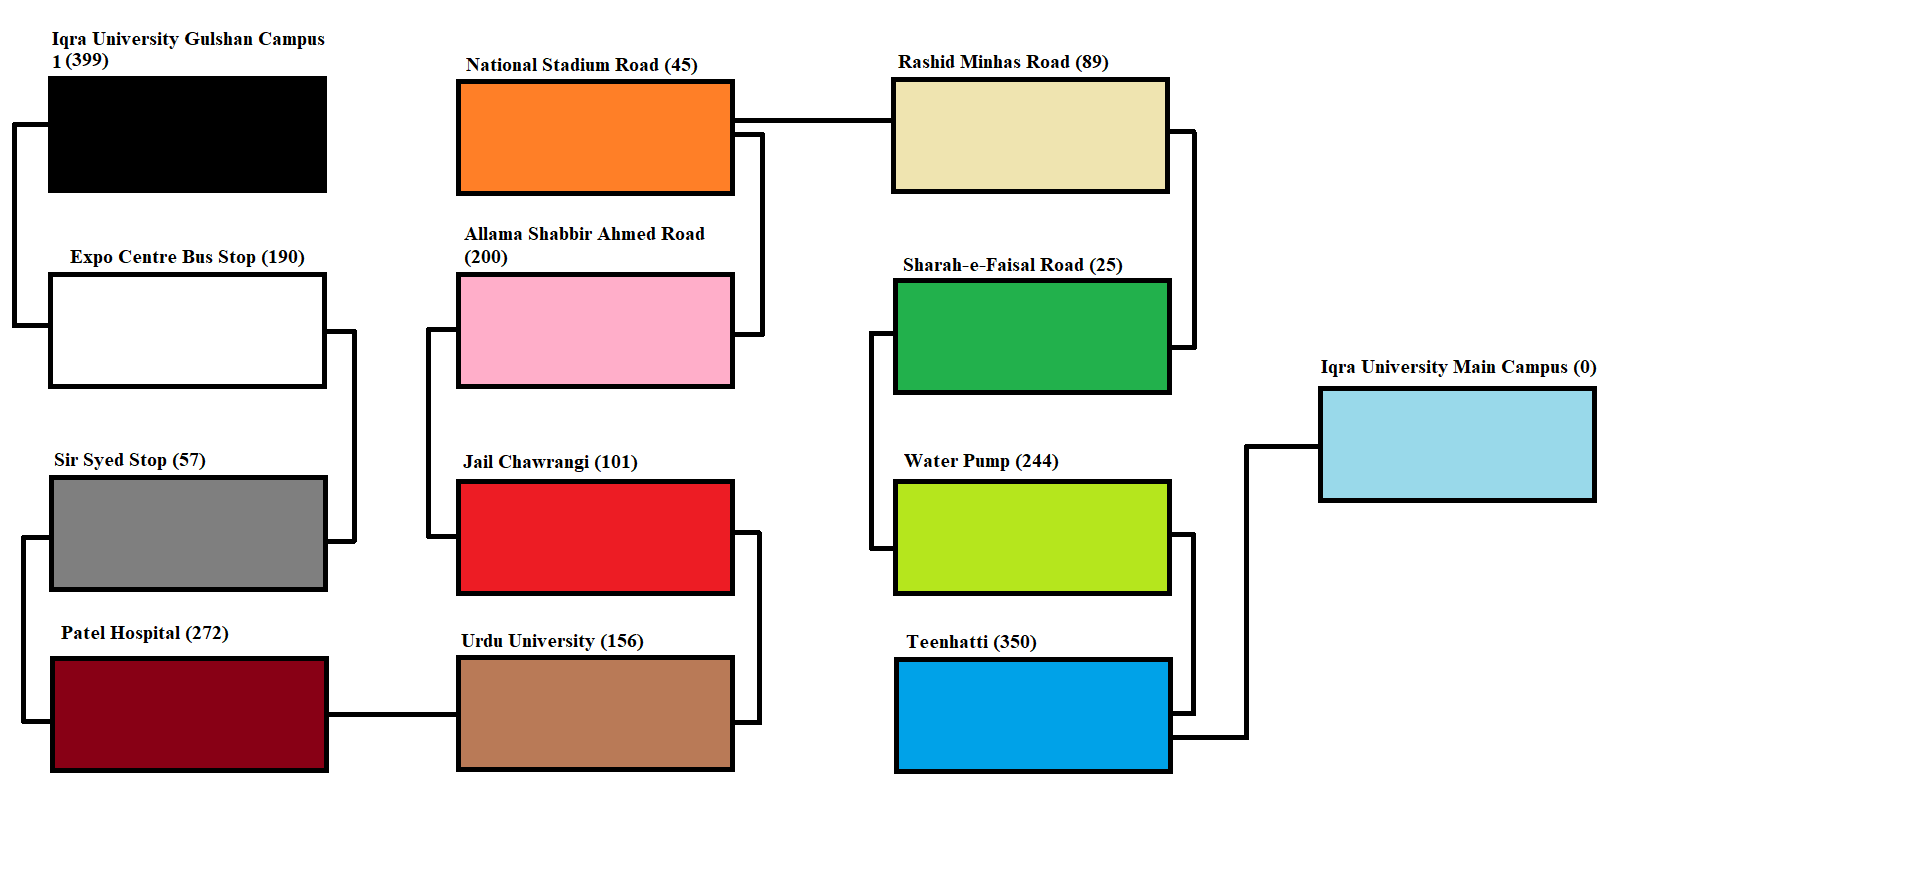 Iqra University Gulshan Campus
1 (399)
Expo Centre Bus Stop (190)
Sir Syed Stop (57)
Patel Hospital (272)
National Stadium Road (45)
Allama Shabbir Ahmed Road
(200)
Jail Chawrangi (101)
Urdu University (156)
Rashid Minhas Road (89)
Sharah-e-Faisal Road (25)
Water Pump (244)
Teenhatti (350)
Iqra University Main Campus (0)